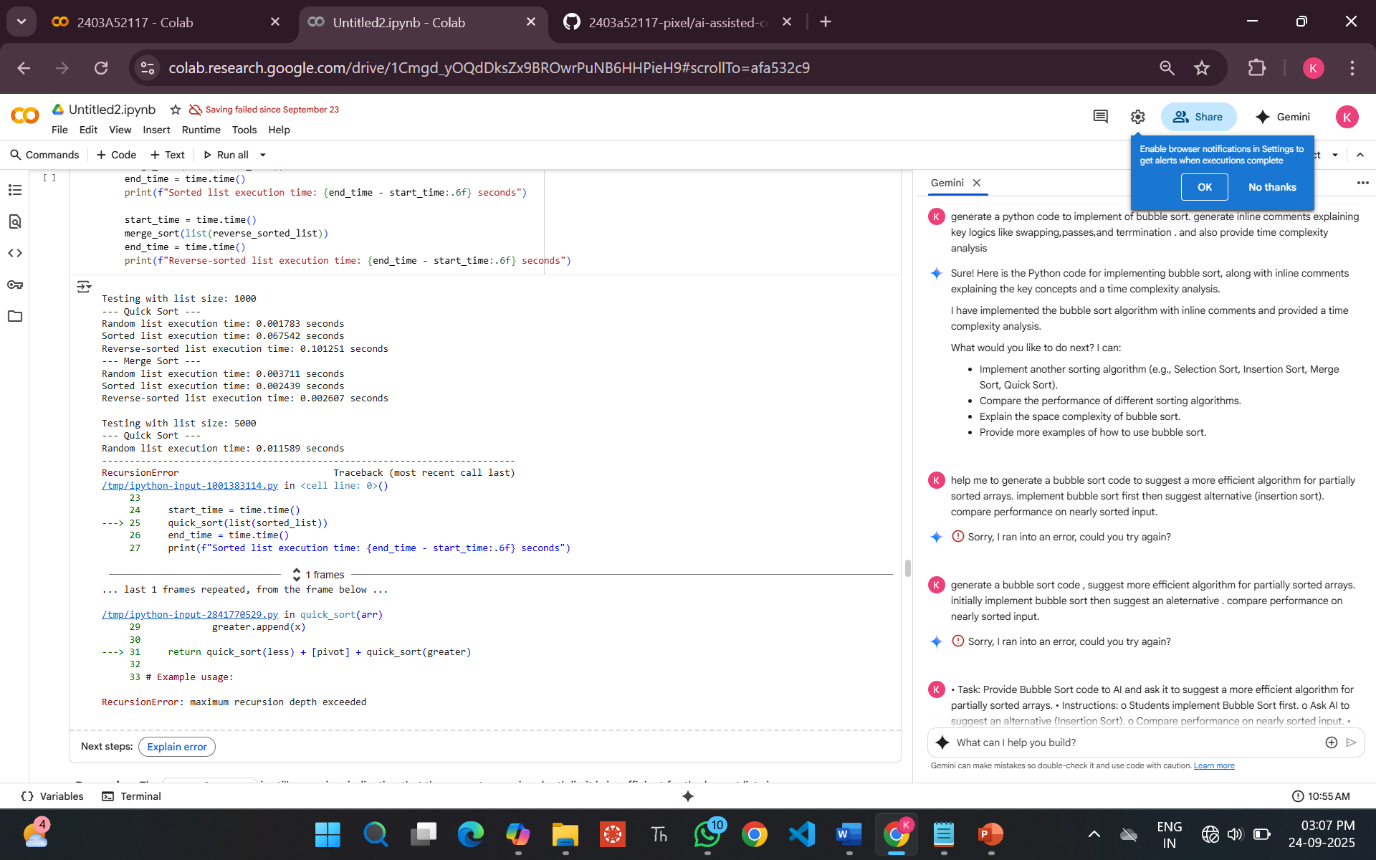 2403A52117 - Colab
Untitled2.ipynb - Colab
2403a52117-pixel/ai-assisted-c
colab.research.google.com/drive/1Cmgd_yOQdDksZx9BROwrPuNB6HHPieH9#scrollTo=afa532c9
K
Untitled2.ipynb
Saving failed since September 23
File Edit View Insert Runtime Tools Help
Share
Gemini
K
Commands + Code + Text Run all
Enable browser notifications in Settings to
get alerts when executions complete
OK No thanks
[ ]
end_time = time.time()
print(f"Sorted list execution time: {end_time - start_time:.6f} seconds")
start_time = time.time()
merge_sort(list(reverse_sorted_list))
end_time = time.time()
print(f"Reverse-sorted list execution time: {end_time - start_time:.6f} seconds")
Testing with list size: 1000
--- Quick Sort ---
Random list execution time: 0.001783 seconds
Sorted list execution time: 0.067542 seconds
Reverse-sorted list execution time: 0.101251 seconds
--- Merge Sort ---
Random list execution time: 0.003711 seconds
Sorted list execution time: 0.002439 seconds
Reverse-sorted list execution time: 0.002607 seconds
Testing with list size: 5000
--- Quick Sort ---
Random list execution time: 0.011589 seconds
---------------------------------------------------------------------------
RecursionError Traceback (most recent call last)
/tmp/ipython-input-1001383114.py in <cell line: 0>()
23
24 start_time = time.time()
---> 25 quick_sort(list(sorted_list))
26 end_time = time.time()
27 print(f"Sorted list execution time: {end_time - start_time:.6f} seconds")
1 frames
... last 1 frames repeated, from the frame below ...
/tmp/ipython-input-2841770529.py in quick_sort(arr)
29 greater.append(x)
30
---> 31 return quick_sort(less) + [pivot] + quick_sort(greater)
32
33 # Example usage:
RecursionError: maximum recursion depth exceeded
Next steps: Explain error
Gemini
K generate a python code to implement of bubble sort. generate inline comments explaining
key logics like swapping,passes,and terrmination . and also provide time complexity
analysis
Sure! Here is the Python code for implementing bubble sort, along with inline comments
explaining the key concepts and a time complexity analysis.
I have implemented the bubble sort algorithm with inline comments and provided a time
complexity analysis.
What would you like to do next? I can:
• Implement another sorting algorithm (e.g., Selection Sort, Insertion Sort, Merge
Sort, Quick Sort).
• Compare the performance of different sorting algorithms.
• Explain the space complexity of bubble sort.
• Provide more examples of how to use bubble sort.
K help me to generate a bubble sort code to suggest a more efficient algorithm for partially
sorted arrays. implement bubble sort first then suggest alternative (insertion sort).
compare performance on nearly sorted input.
Sorry, I ran into an error, could you try again?
K generate a bubble sort code , suggest more efficient algorithm for partially sorted arrays.
initially implement bubble sort then suggest an aleternative . compare performance on
nearly sorted input.
Sorry, I ran into an error, could you try again?
K • Task: Provide Bubble Sort code to AI and ask it to suggest a more efficient algorithm for
partially sorted arrays. • Instructions: o Students implement Bubble Sort first. o Ask AI to
suggest an alternative (Insertion Sort). o Compare performance on nearly sorted input. •
What can I help you build?
Gemini can make mistakes so double-check it and use code with caution. Learn more
Variables Terminal
10:55 AM
4
Th
10
K
ENG
IN
03:07 PM
24-09-2025